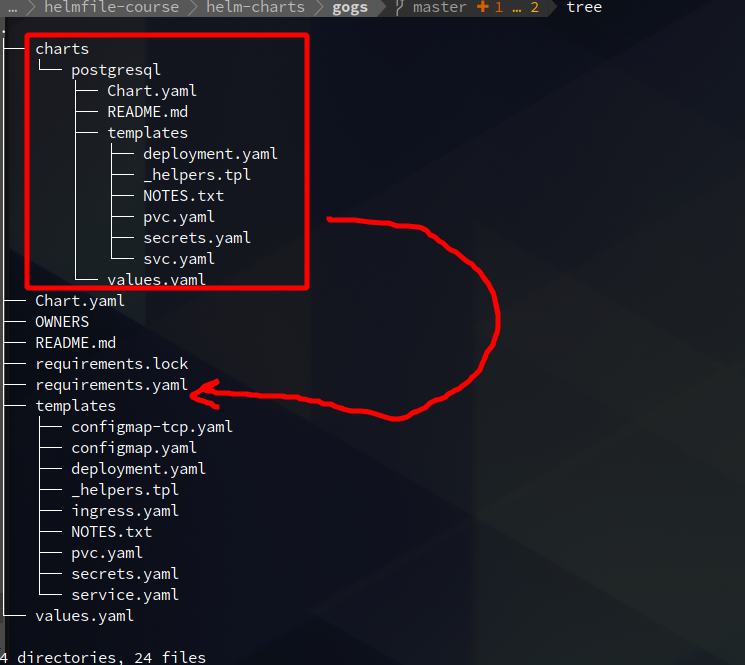 … helmfile-course helm-charts gogs master + 1 … 2 tree
.
charts
postgresql
Chart.yaml
README.md
templates
deployment.yaml
_helpers.tpl
NOTES.txt
pvc.yaml
secrets.yaml
svc.yaml
values.yaml
Chart.yaml
OWNERS
README.md
requirements.lock
requirements.yaml
templates
configmap-tcp.yaml
configmap.yaml
deployment.yaml
_helpers.tpl
ingress.yaml
NOTES.txt
pvc.yaml
secrets.yaml
service.yaml
values.yaml
4 directories, 24 files